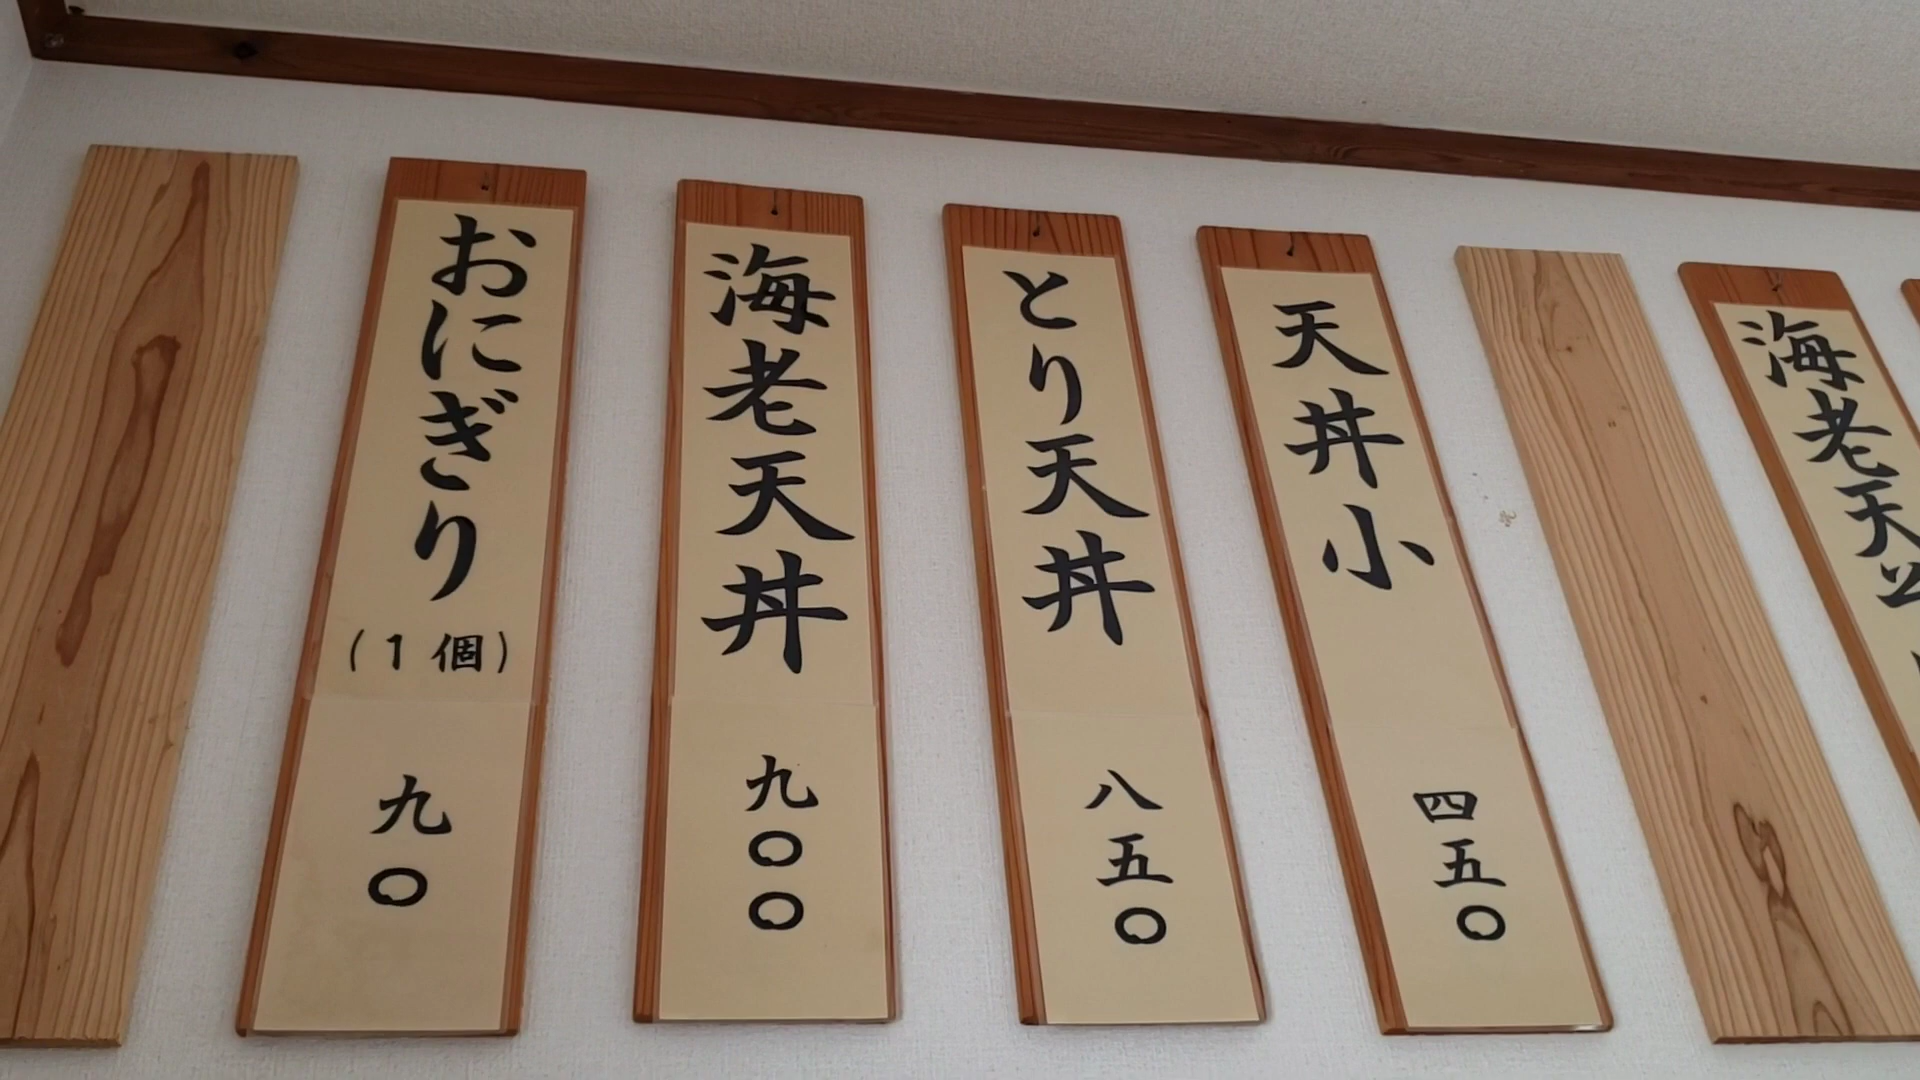 海老天
天丼小
四五〇
とり天丼
八五〇
海老天丼
九〇〇
おにぎり
(1個)
九〇